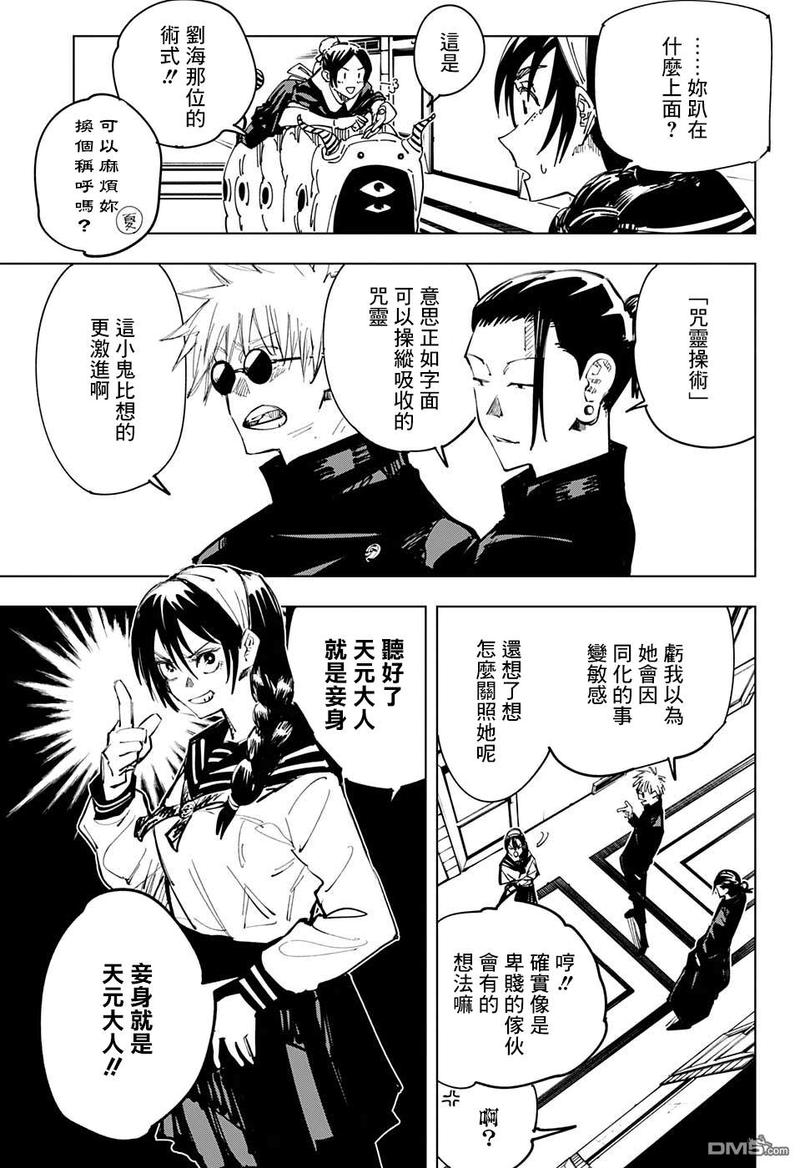 ……妳趴在
什麼上面?
這是
劉海那位的
術式!!
可以麻煩妳
換個稱呼嗎?
夏
「咒靈操術」
意思正如字面
可以操縱吸收的
咒靈
這小鬼比想的
更激進啊
虧我以為
她會因
同化的事
變敏感
還想了想
怎麼關照她呢
哼!!
確實像是
卑賤的傢伙
會有的
想法嘛
啊?
聽好了
天元大人
就是妾身
妾身就是
天元大人!!
DM5.com